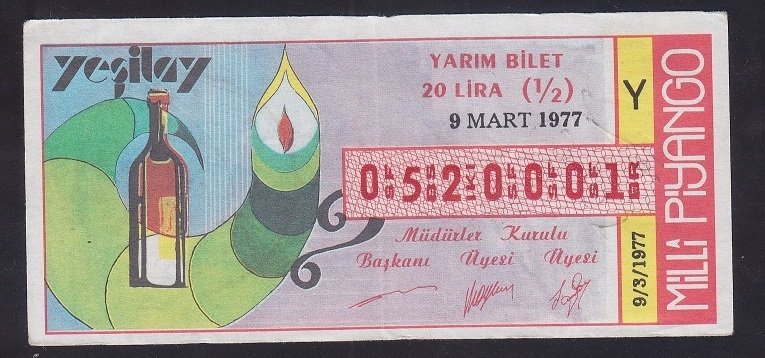 yeşilay
YARIM BİLET
20 LİRA (½)
9 MART 1977
0520001
Müdürler Kurulu
Başkanı Üyesi Üyesi
Y
9/3/1977
MİLLİ PİYANGO